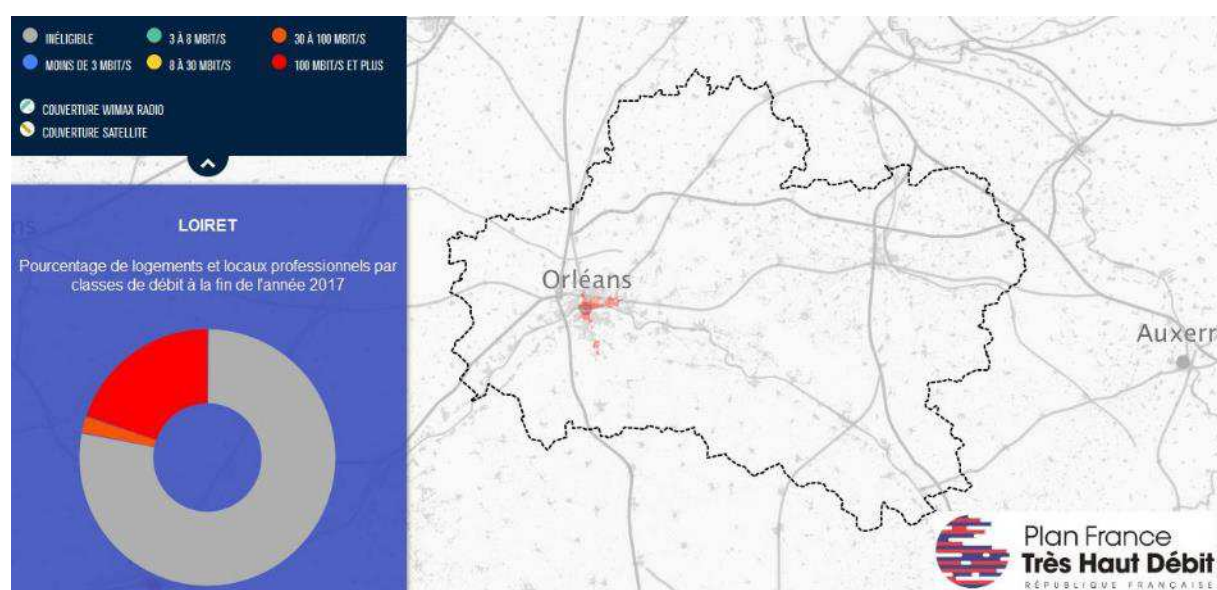 INÉLIGIBLE
3 À 8 MBIT/S
30 À 100 MBIT/S
MOINS DE 3 MBIT/S
8 À 30 MBIT/S
100 MBIT/S ET PLUS
COUVERTURE WIMAX RADIO
COUVERTURE SATELLITE
LOIRET
Pourcentage de logements et locaux professionnels par
classes de débit à la fin de l'année 2017
Orléans
Auxerr
Plan France
Très Haut Débit
RÉPUBLIQUE FRANÇAISE